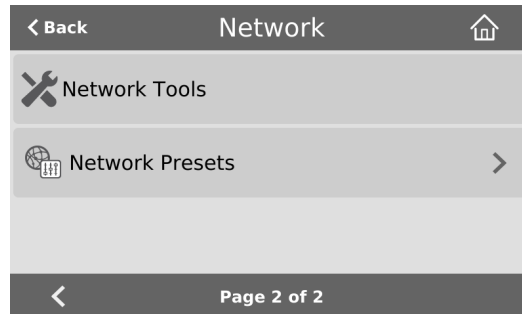 Back Network
Network Tools
Network Presets
Page 2 of 2